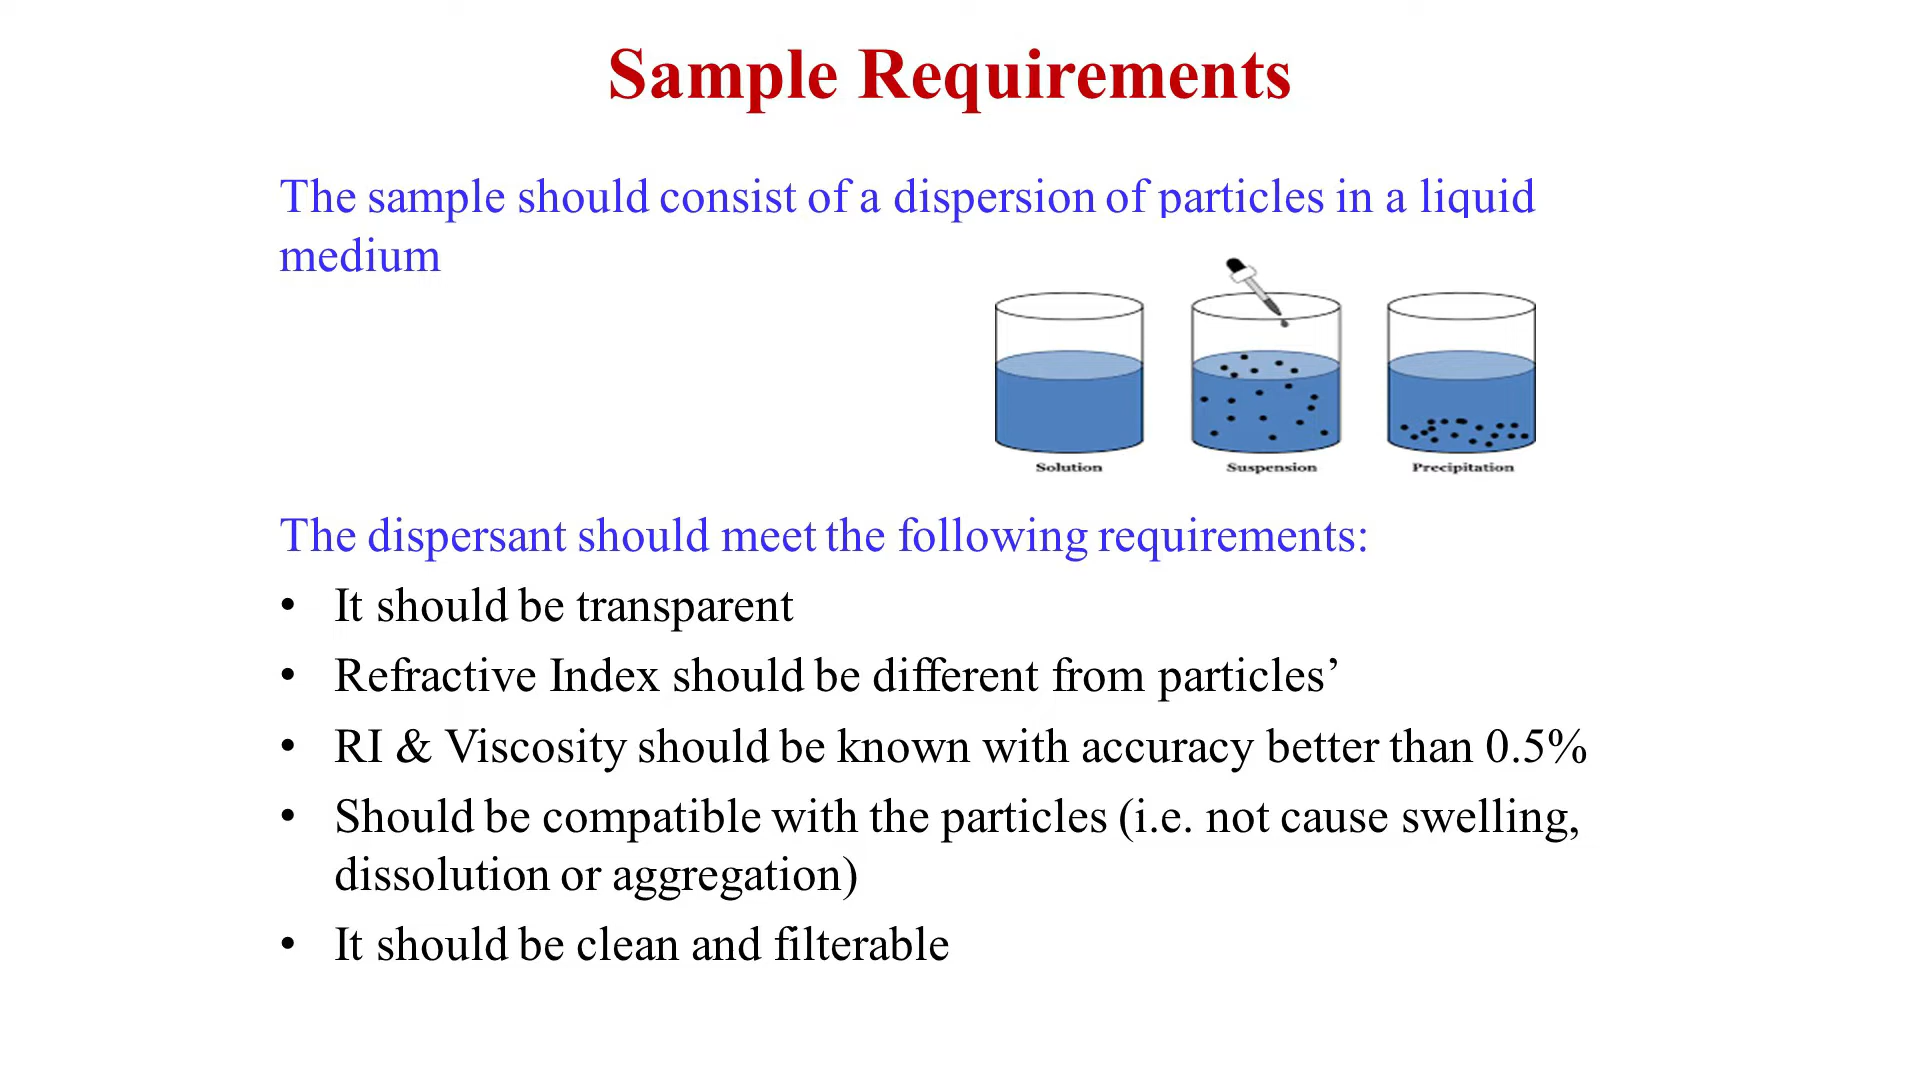 Sample Requirements
The sample should consist of a dispersion of particles in a liquid
medium
Solution
Suspension
Precipitation
The dispersant should meet the following requirements:
• It should be transparent
• Refractive Index should be different from particles’
• RI & Viscosity should be known with accuracy better than 0.5%
• Should be compatible with the particles (i.e. not cause swelling,
dissolution or aggregation)
• It should be clean and filterable